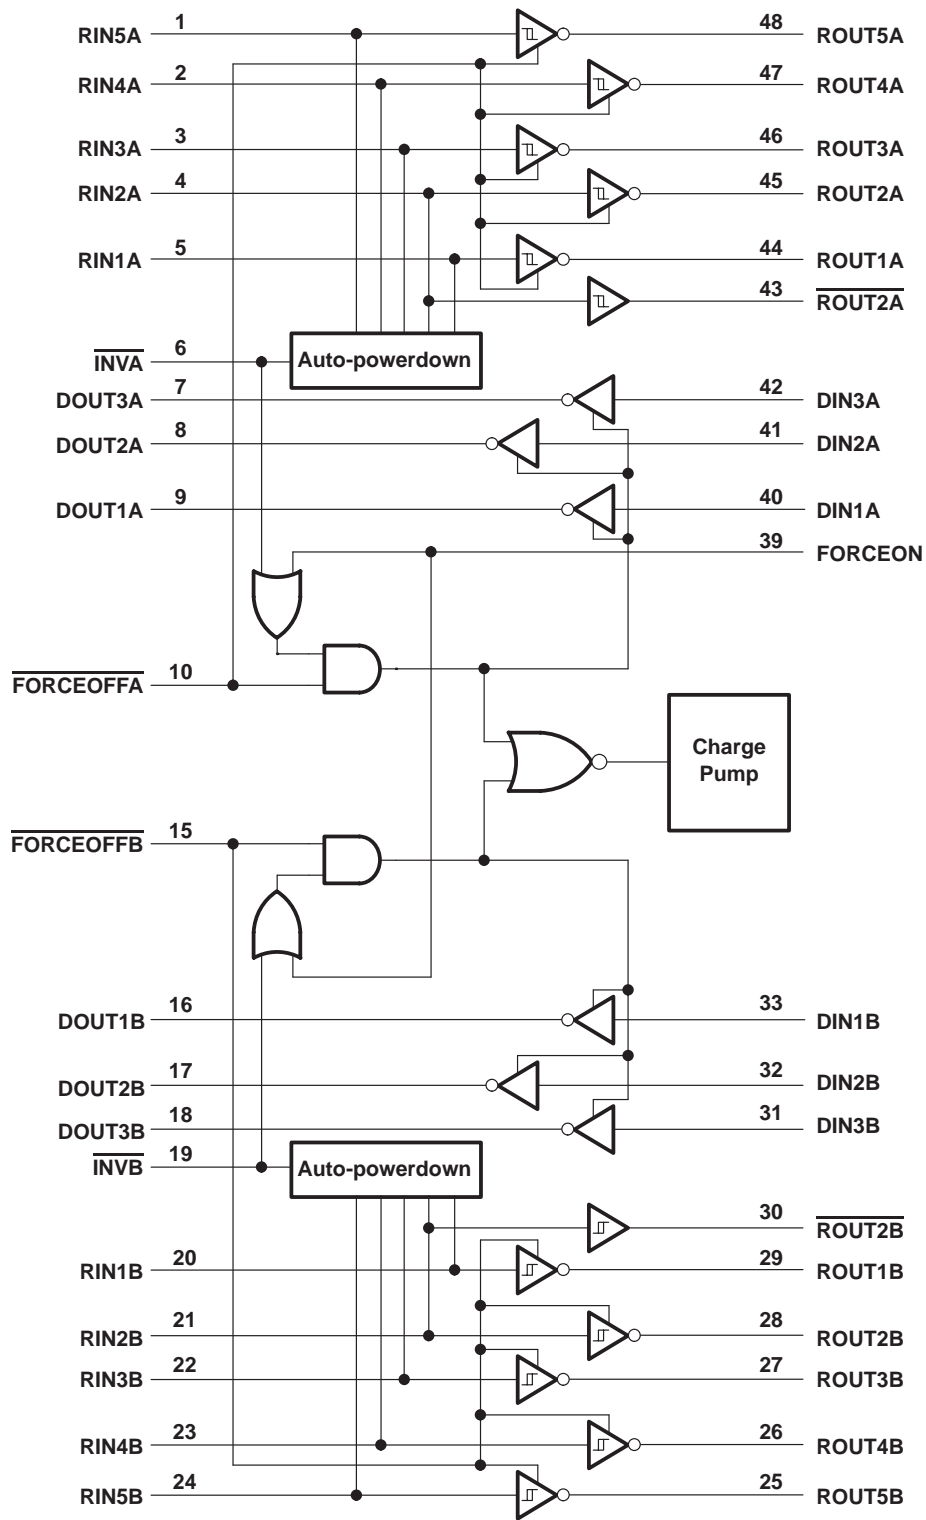 RIN5A 1 48 ROUT5A
RIN4A 2 47 ROUT4A
RIN3A 3 46 ROUT3A
RIN2A 4 45 ROUT2A
RIN1A 5 44 ROUT1A
43 ROUT2A
INVA 6 Auto-powerdown
DOUT3A 7 42 DIN3A
DOUT2A 8 41 DIN2A
DOUT1A 9 40 DIN1A
39 FORCEON
FORCEOFFA 10
Charge
Pump
FORCEOFFB 15
DOUT1B 16 33 DIN1B
DOUT2B 17 32 DIN2B
DOUT3B 18 31 DIN3B
INVB 19 Auto-powerdown
30 ROUT2B
RIN1B 20 29 ROUT1B
RIN2B 21 28 ROUT2B
RIN3B 22 27 ROUT3B
RIN4B 23 26 ROUT4B
RIN5B 24 25 ROUT5B